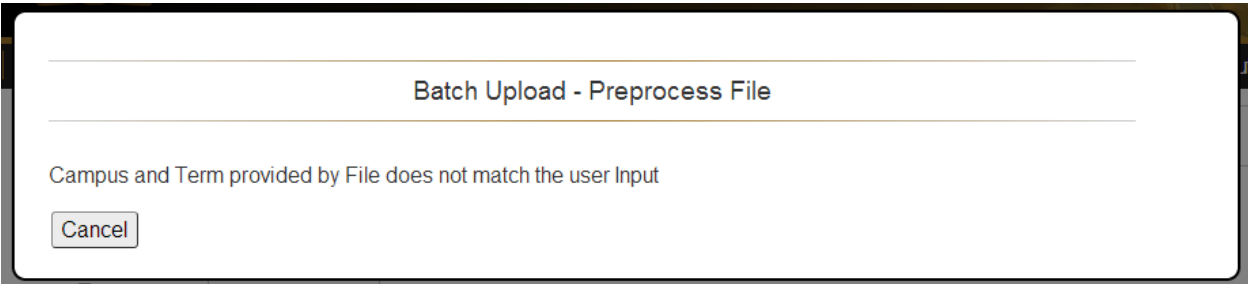 Batch Upload - Preprocess File
Campus and Term provided by File does not match the user Input
Cancel